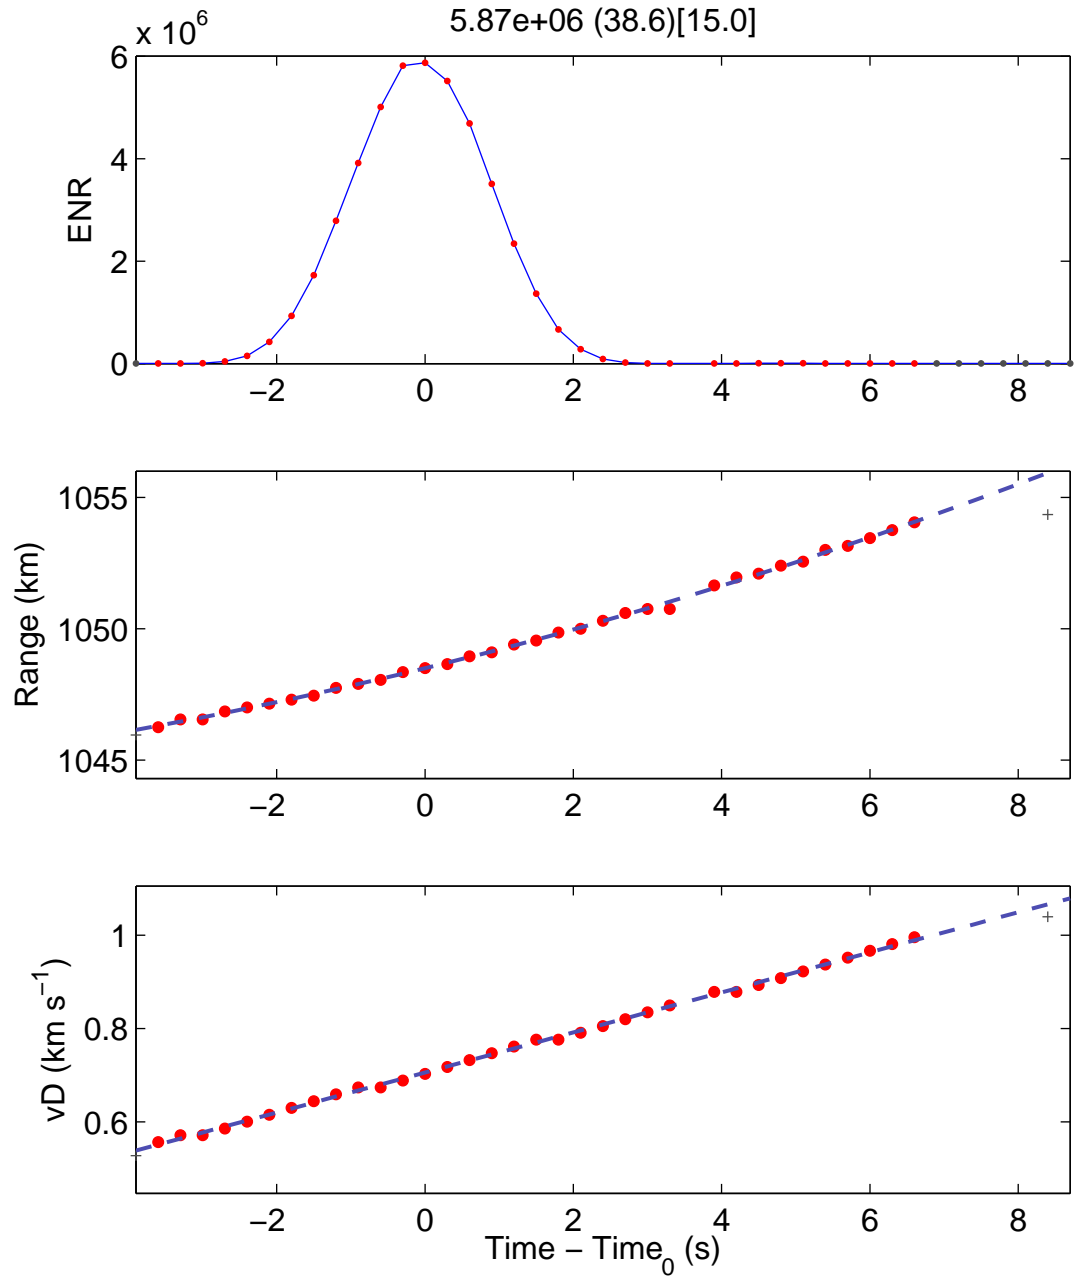 5.87e+06 (38.6)[15.0]
x 10^6
6
4
2
0
ENR
−2 0 2 4 6 8
1055
1050
1045
Range (km)
−2 0 2 4 6 8
1
0.8
0.6
vD (km s^−1)
−2 0 2 4 6 8
Time − Time_0 (s)